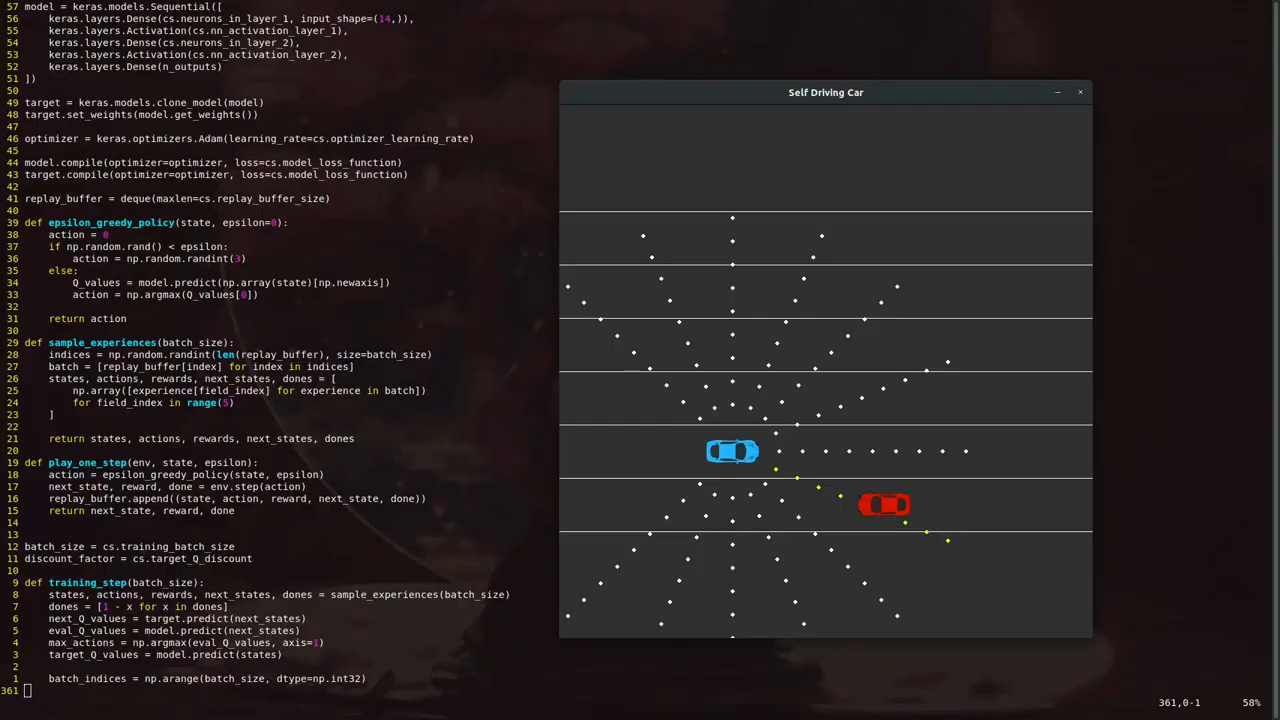 57 model = keras.models.Sequential([
56     keras.layers.Dense(cs.neurons_in_layer_1, input_shape=(14,)),
55     keras.layers.Activation(cs.nn_activation_layer_1),
54     keras.layers.Dense(cs.neurons_in_layer_2),
53     keras.layers.Activation(cs.nn_activation_layer_2),
52     keras.layers.Dense(n_outputs)
51 ])
50
49 target = keras.models.clone_model(model)
48 target.set_weights(model.get_weights())
47
46 optimizer = keras.optimizers.Adam(learning_rate=cs.optimizer_learning_rate)
45
44 model.compile(optimizer=optimizer, loss=cs.model_loss_function)
43 target.compile(optimizer=optimizer, loss=cs.model_loss_function)
42
41 replay_buffer = deque(maxlen=cs.replay_buffer_size)
40
39 def epsilon_greedy_policy(state, epsilon=0):
38     action = 0
37     if np.random.rand() < epsilon:
36         action = np.random.randint(3)
35     else:
34         Q_values = model.predict(np.array(state)[np.newaxis])
33         action = np.argmax(Q_values[0])
32
31     return action
30
29 def sample_experiences(batch_size):
28     indices = np.random.randint(len(replay_buffer), size=batch_size)
27     batch = [replay_buffer[index] for index in indices]
26     states, actions, rewards, next_states, dones = [
25         np.array([experience[field_index] for experience in batch])
24         for field_index in range(5)
23     ]
22
21     return states, actions, rewards, next_states, dones
20
19 def play_one_step(env, state, epsilon):
18     action = epsilon_greedy_policy(state, epsilon)
17     next_state, reward, done = env.step(action)
16     replay_buffer.append((state, action, reward, next_state, done))
15     return next_state, reward, done
14
13
12 batch_size = cs.training_batch_size
11 discount_factor = cs.target_Q_discount
10
9 def training_step(batch_size):
8     states, actions, rewards, next_states, dones = sample_experiences(batch_size)
7     dones = [1 - x for x in dones]
6     next_Q_values = target.predict(next_states)
5     eval_Q_values = model.predict(next_states)
4     max_actions = np.argmax(eval_Q_values, axis=1)
3     target_Q_values = model.predict(states)
2
1     batch_indices = np.arange(batch_size, dtype=np.int32)
361
361,0-1 58%
Self Driving Car